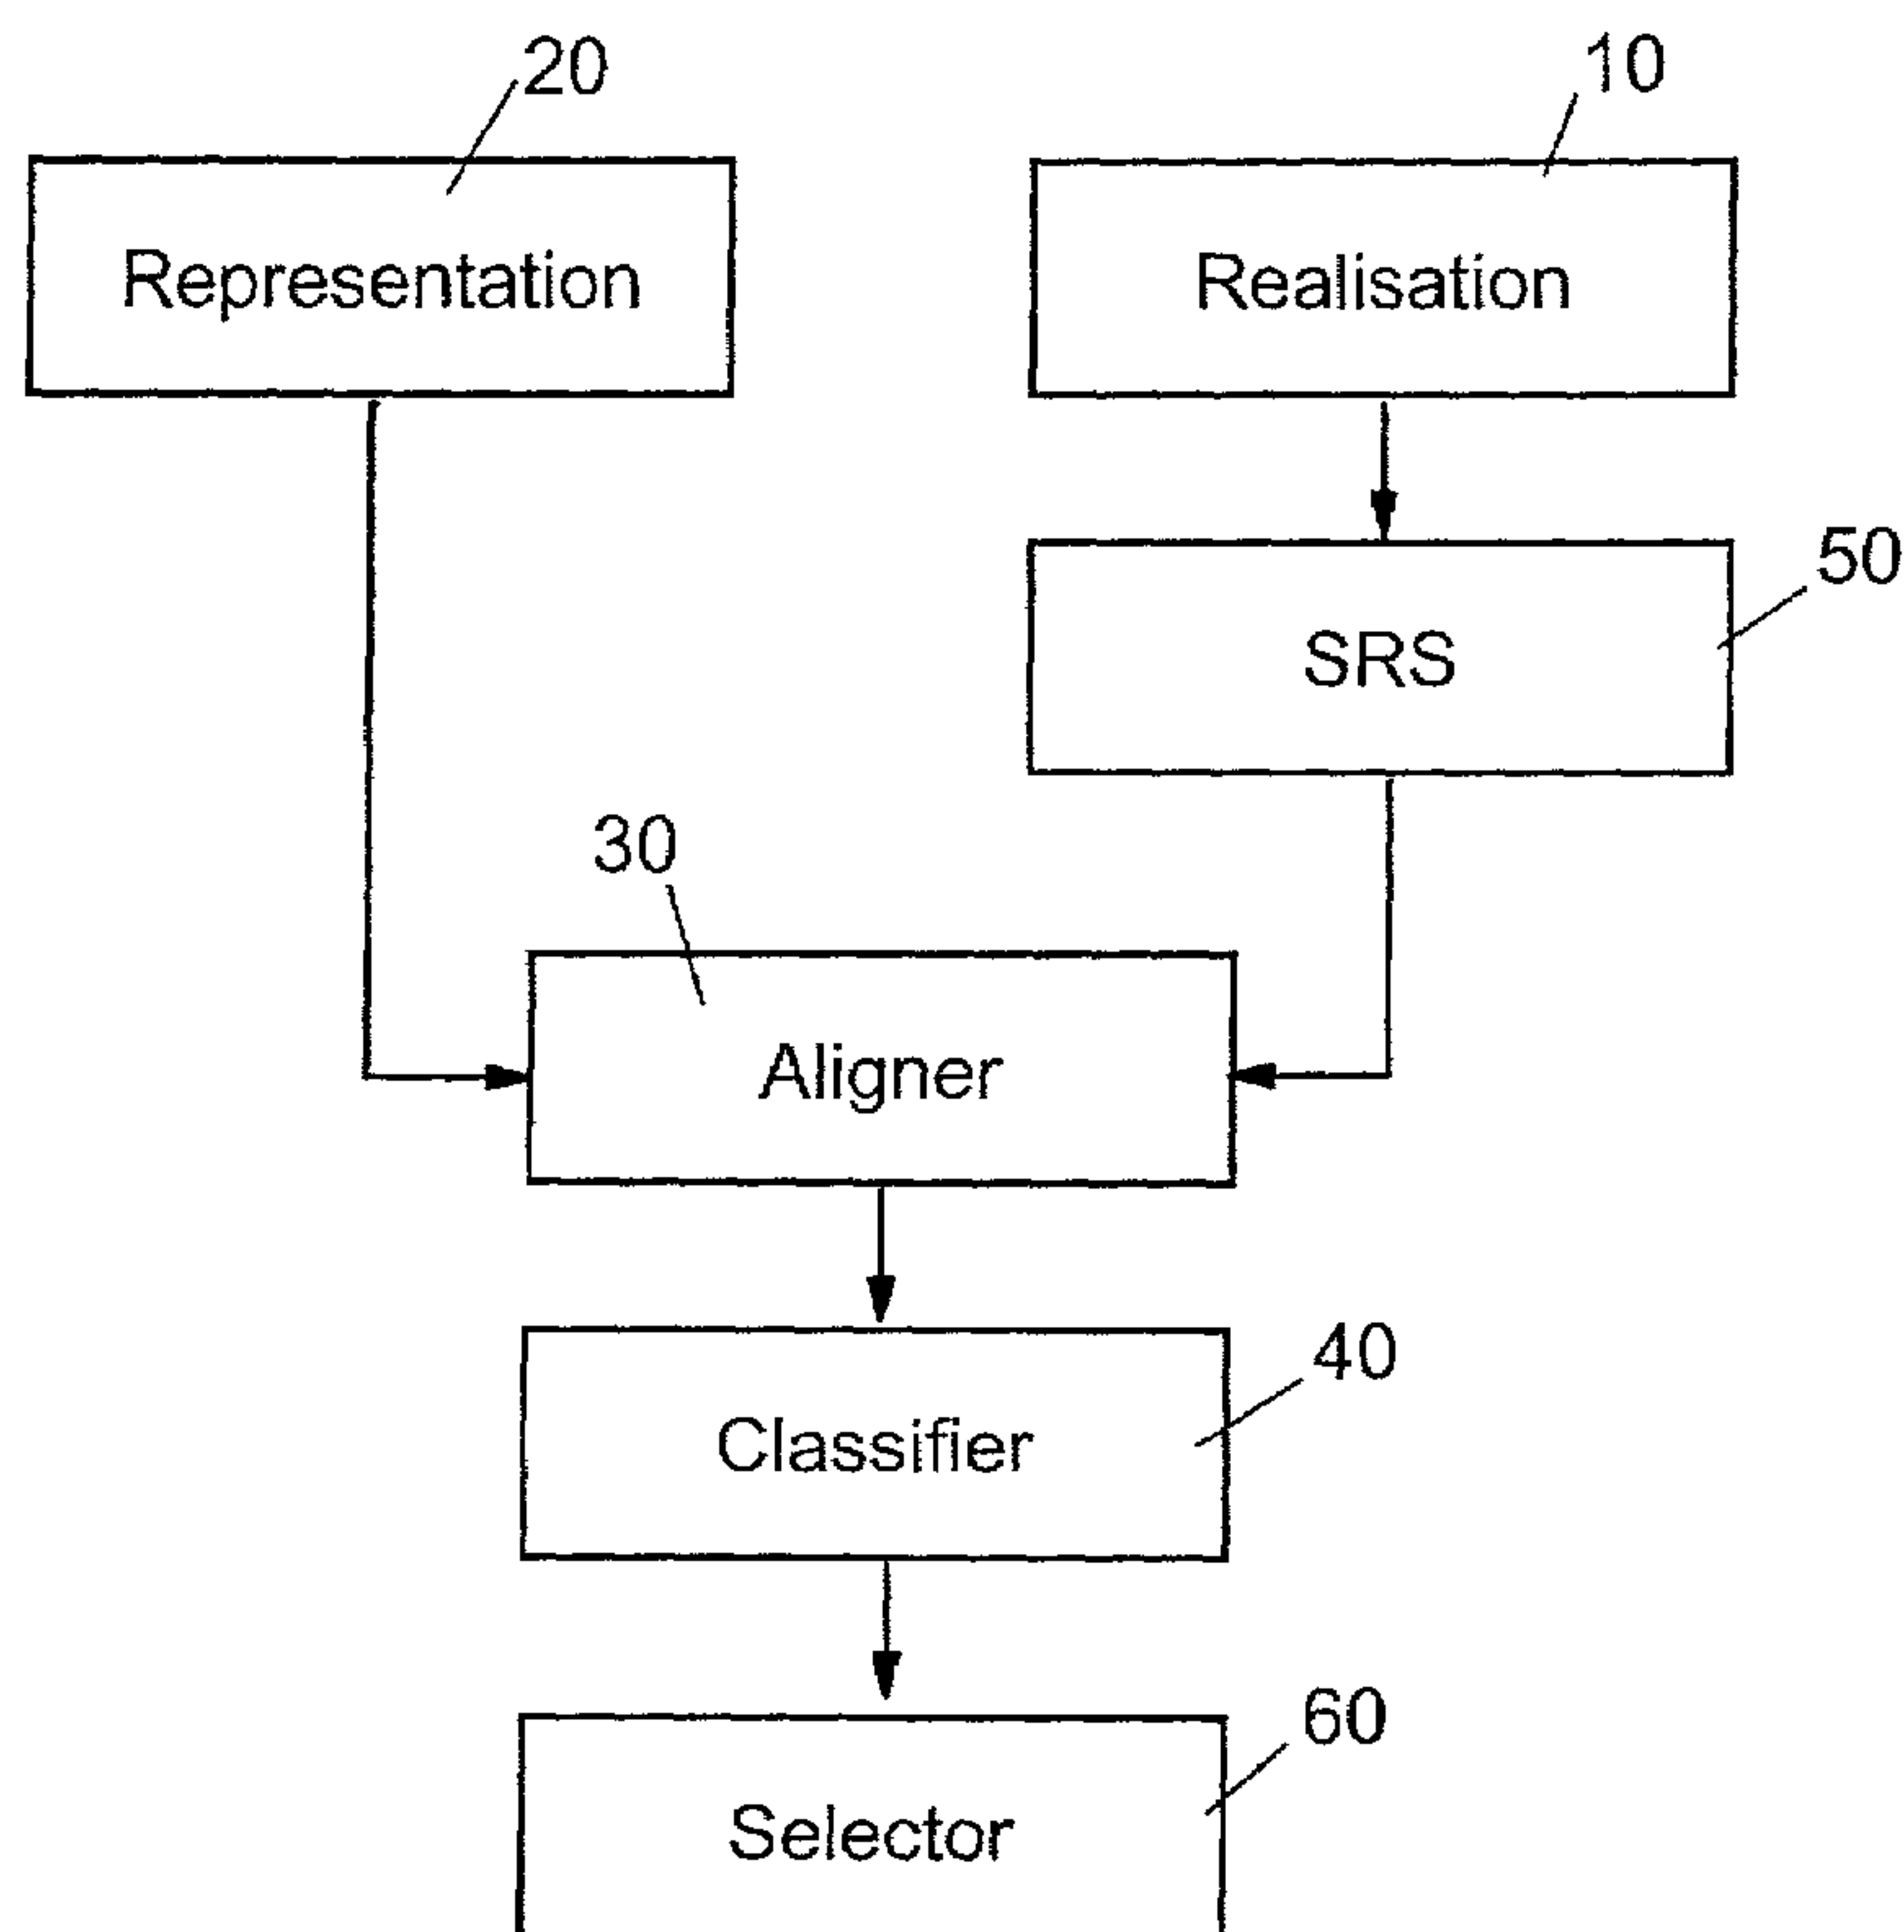 20
10
Representation
Realisation
50
SRS
30
Aligner
40
Classifier
60
Selector